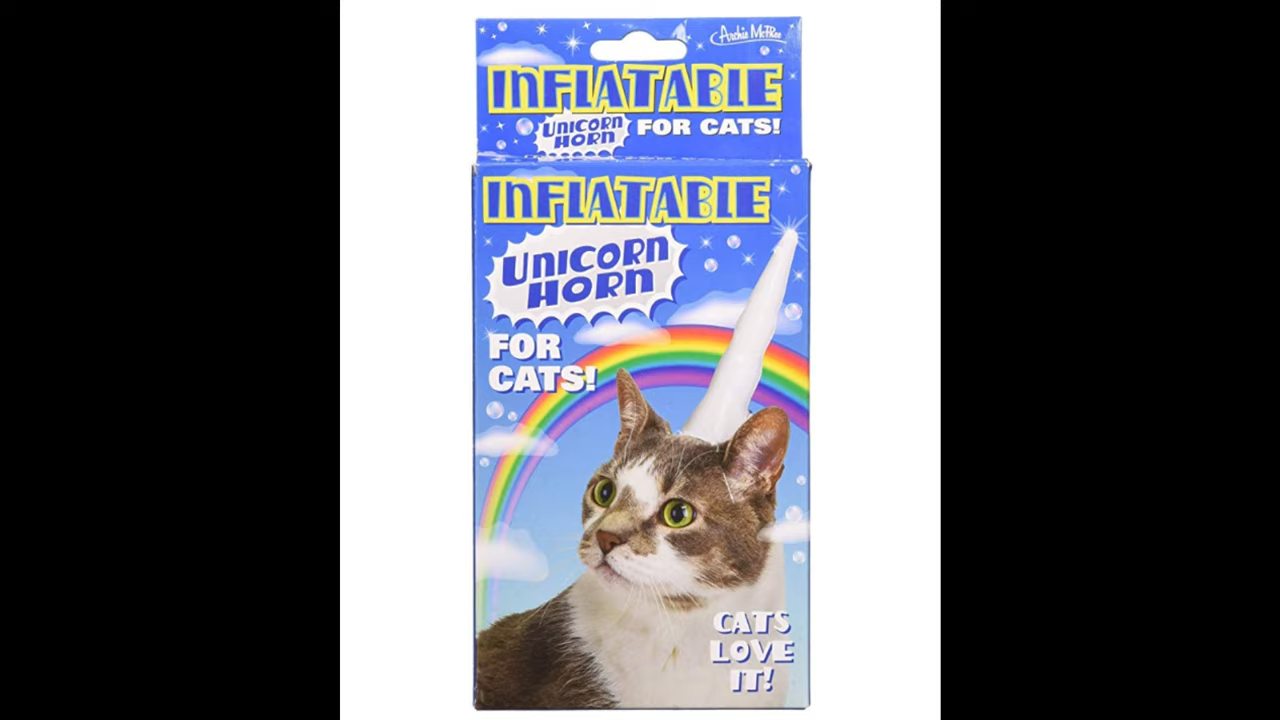 Archie McPhee
INFLATABLE
UNICORN
HORN
FOR CATS!
INFLATABLE
UNICORN
HORN
FOR
CATS!
CATS
LOVE
IT!